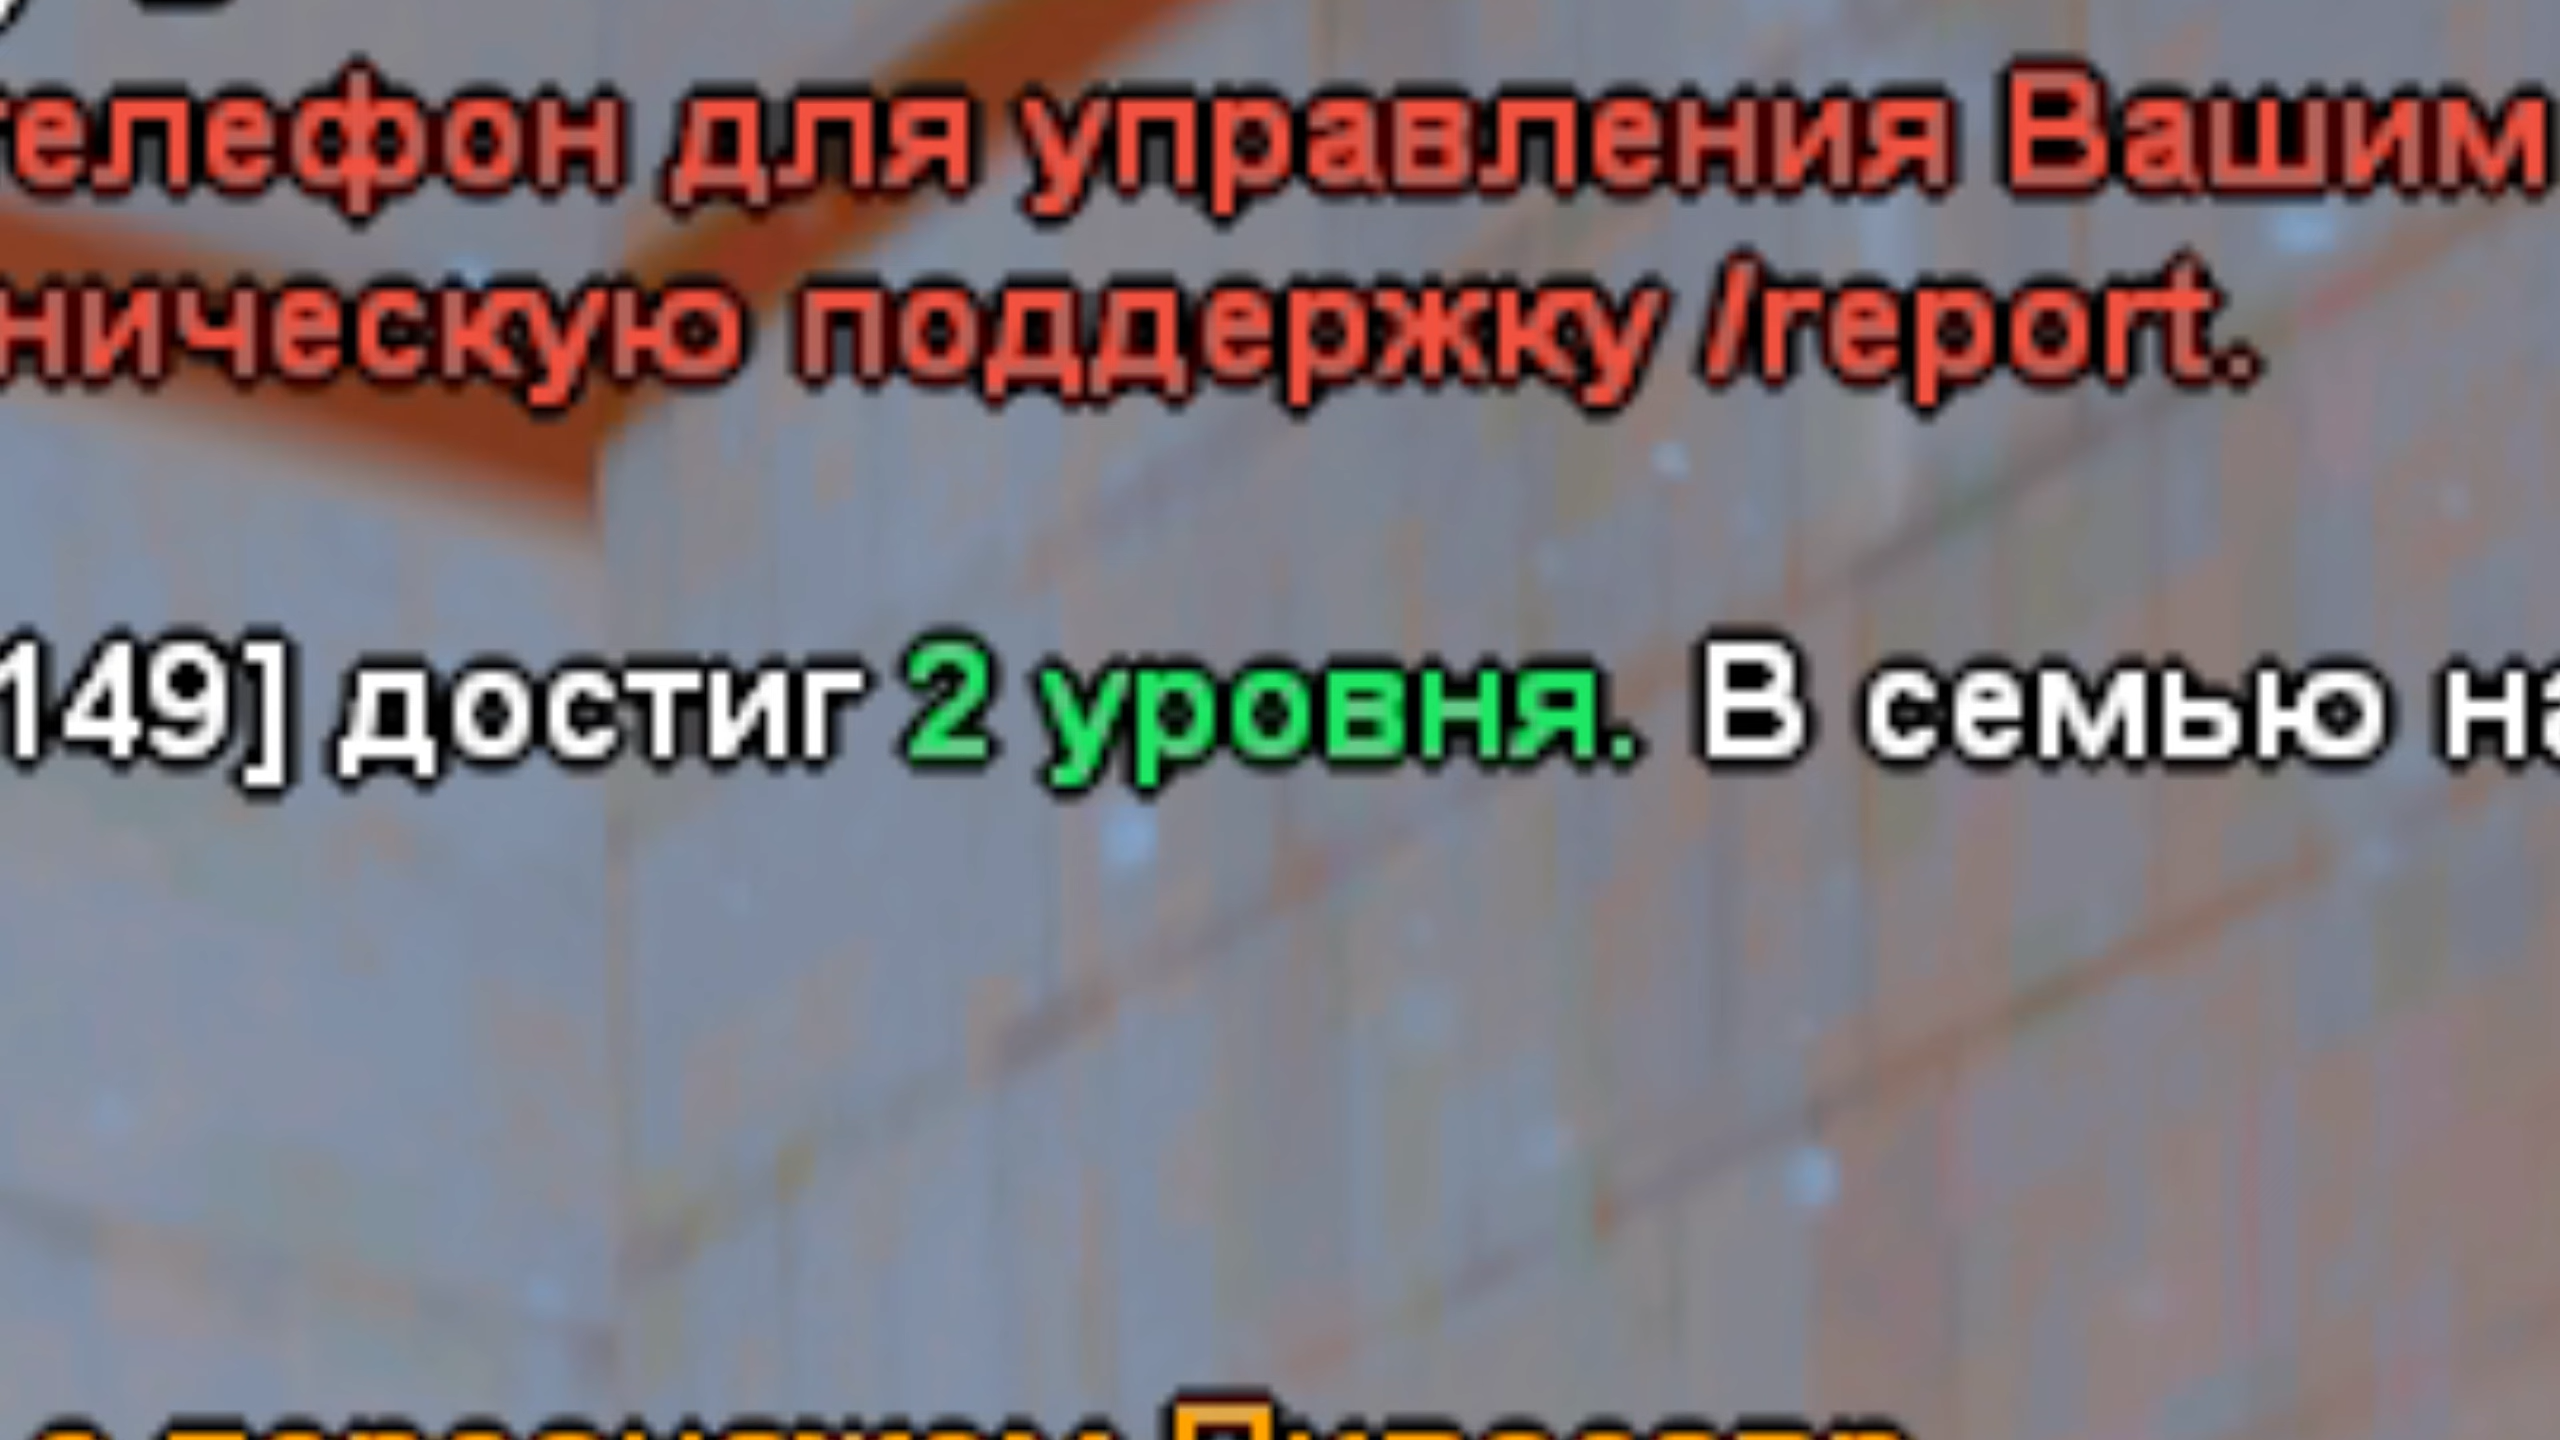 телефон для управления Вашим
ническую поддержку /report.
149] достиг 2 уровня. В семью на